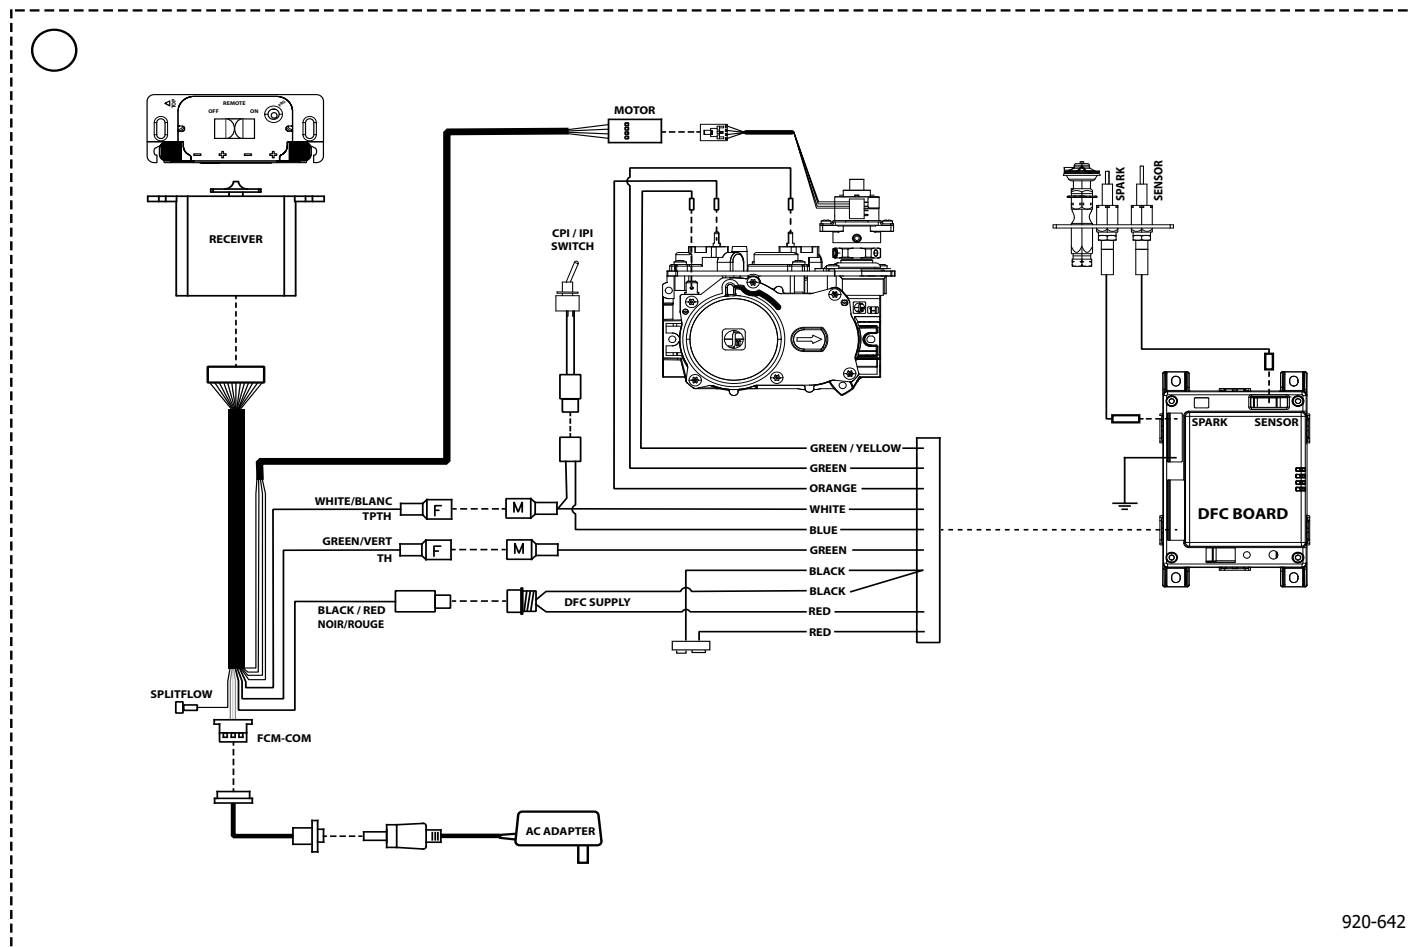 TOP
REMOTE
OFF
ON
PRG
- + - +
RECEIVER
MOTOR
CPI / IPI
SWITCH
SPARK
SENSOR
SPARK
SENSOR
DFC BOARD
GREEN / YELLOW
GREEN
ORANGE
WHITE
BLUE
GREEN
BLACK
BLACK
RED
RED
WHITE/BLANC
TPTH
F
M
GREEN/VERT
TH
F
M
BLACK / RED
NOIR/ROUGE
DFC SUPPLY
SPLITFLOW
FCM-COM
AC ADAPTER
920-642